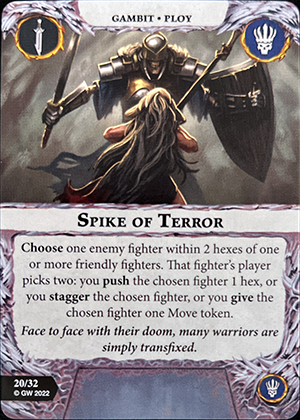 GAMBIT • PLOY
SPIKE OF TERROR
Choose one enemy fighter within 2 hexes of one
or more friendly fighters. That fighter's player
picks two: you push the chosen fighter 1 hex, or
you stagger the chosen fighter, or you give the
chosen fighter one Move token.
Face to face with their doom, many warriors are
simply transfixed.
20/32
© GW 2022